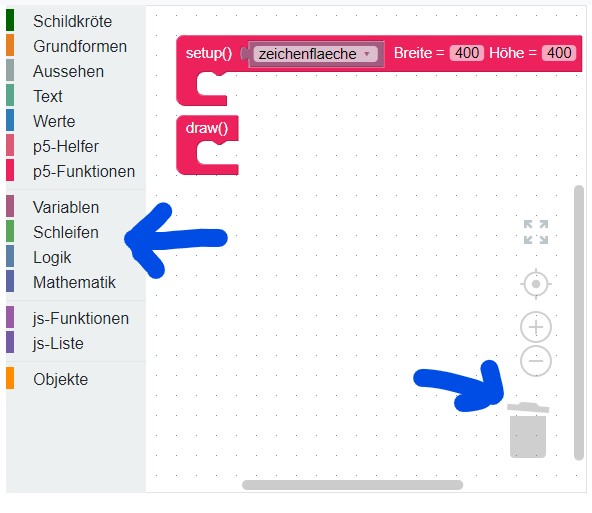 Schildkröte
Grundformen
Aussehen
Text
Werte
p5-Helfer
p5-Funktionen
Variablen
Schleifen
Logik
Mathematik
js-Funktionen
js-Liste
Objekte
setup() zeichenflaeche Breite = 400 Höhe = 400
draw()